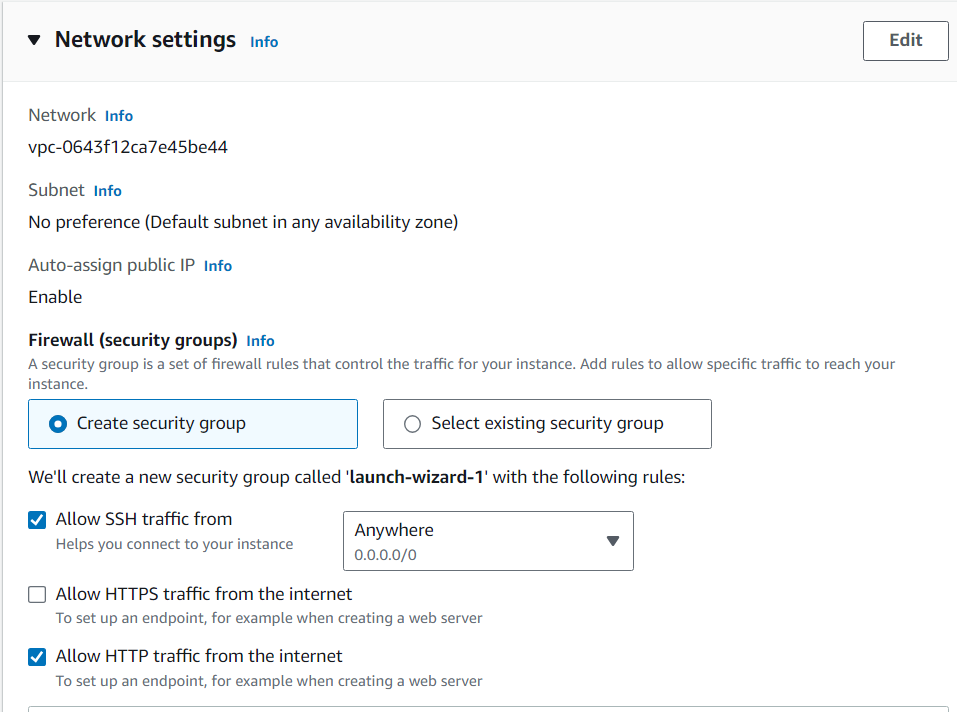 Network settings Info
Edit
Network Info
vpc-0643f12ca7e45be44
Subnet Info
No preference (Default subnet in any availability zone)
Auto-assign public IP Info
Enable
Firewall (security groups) Info
A security group is a set of firewall rules that control the traffic for your instance. Add rules to allow specific traffic to reach your
instance.
Create security group
Select existing security group
We'll create a new security group called 'launch-wizard-1' with the following rules:
Allow SSH traffic from
Helps you connect to your instance
Anywhere
0.0.0.0/0
Allow HTTPS traffic from the internet
To set up an endpoint, for example when creating a web server
Allow HTTP traffic from the internet
To set up an endpoint, for example when creating a web server